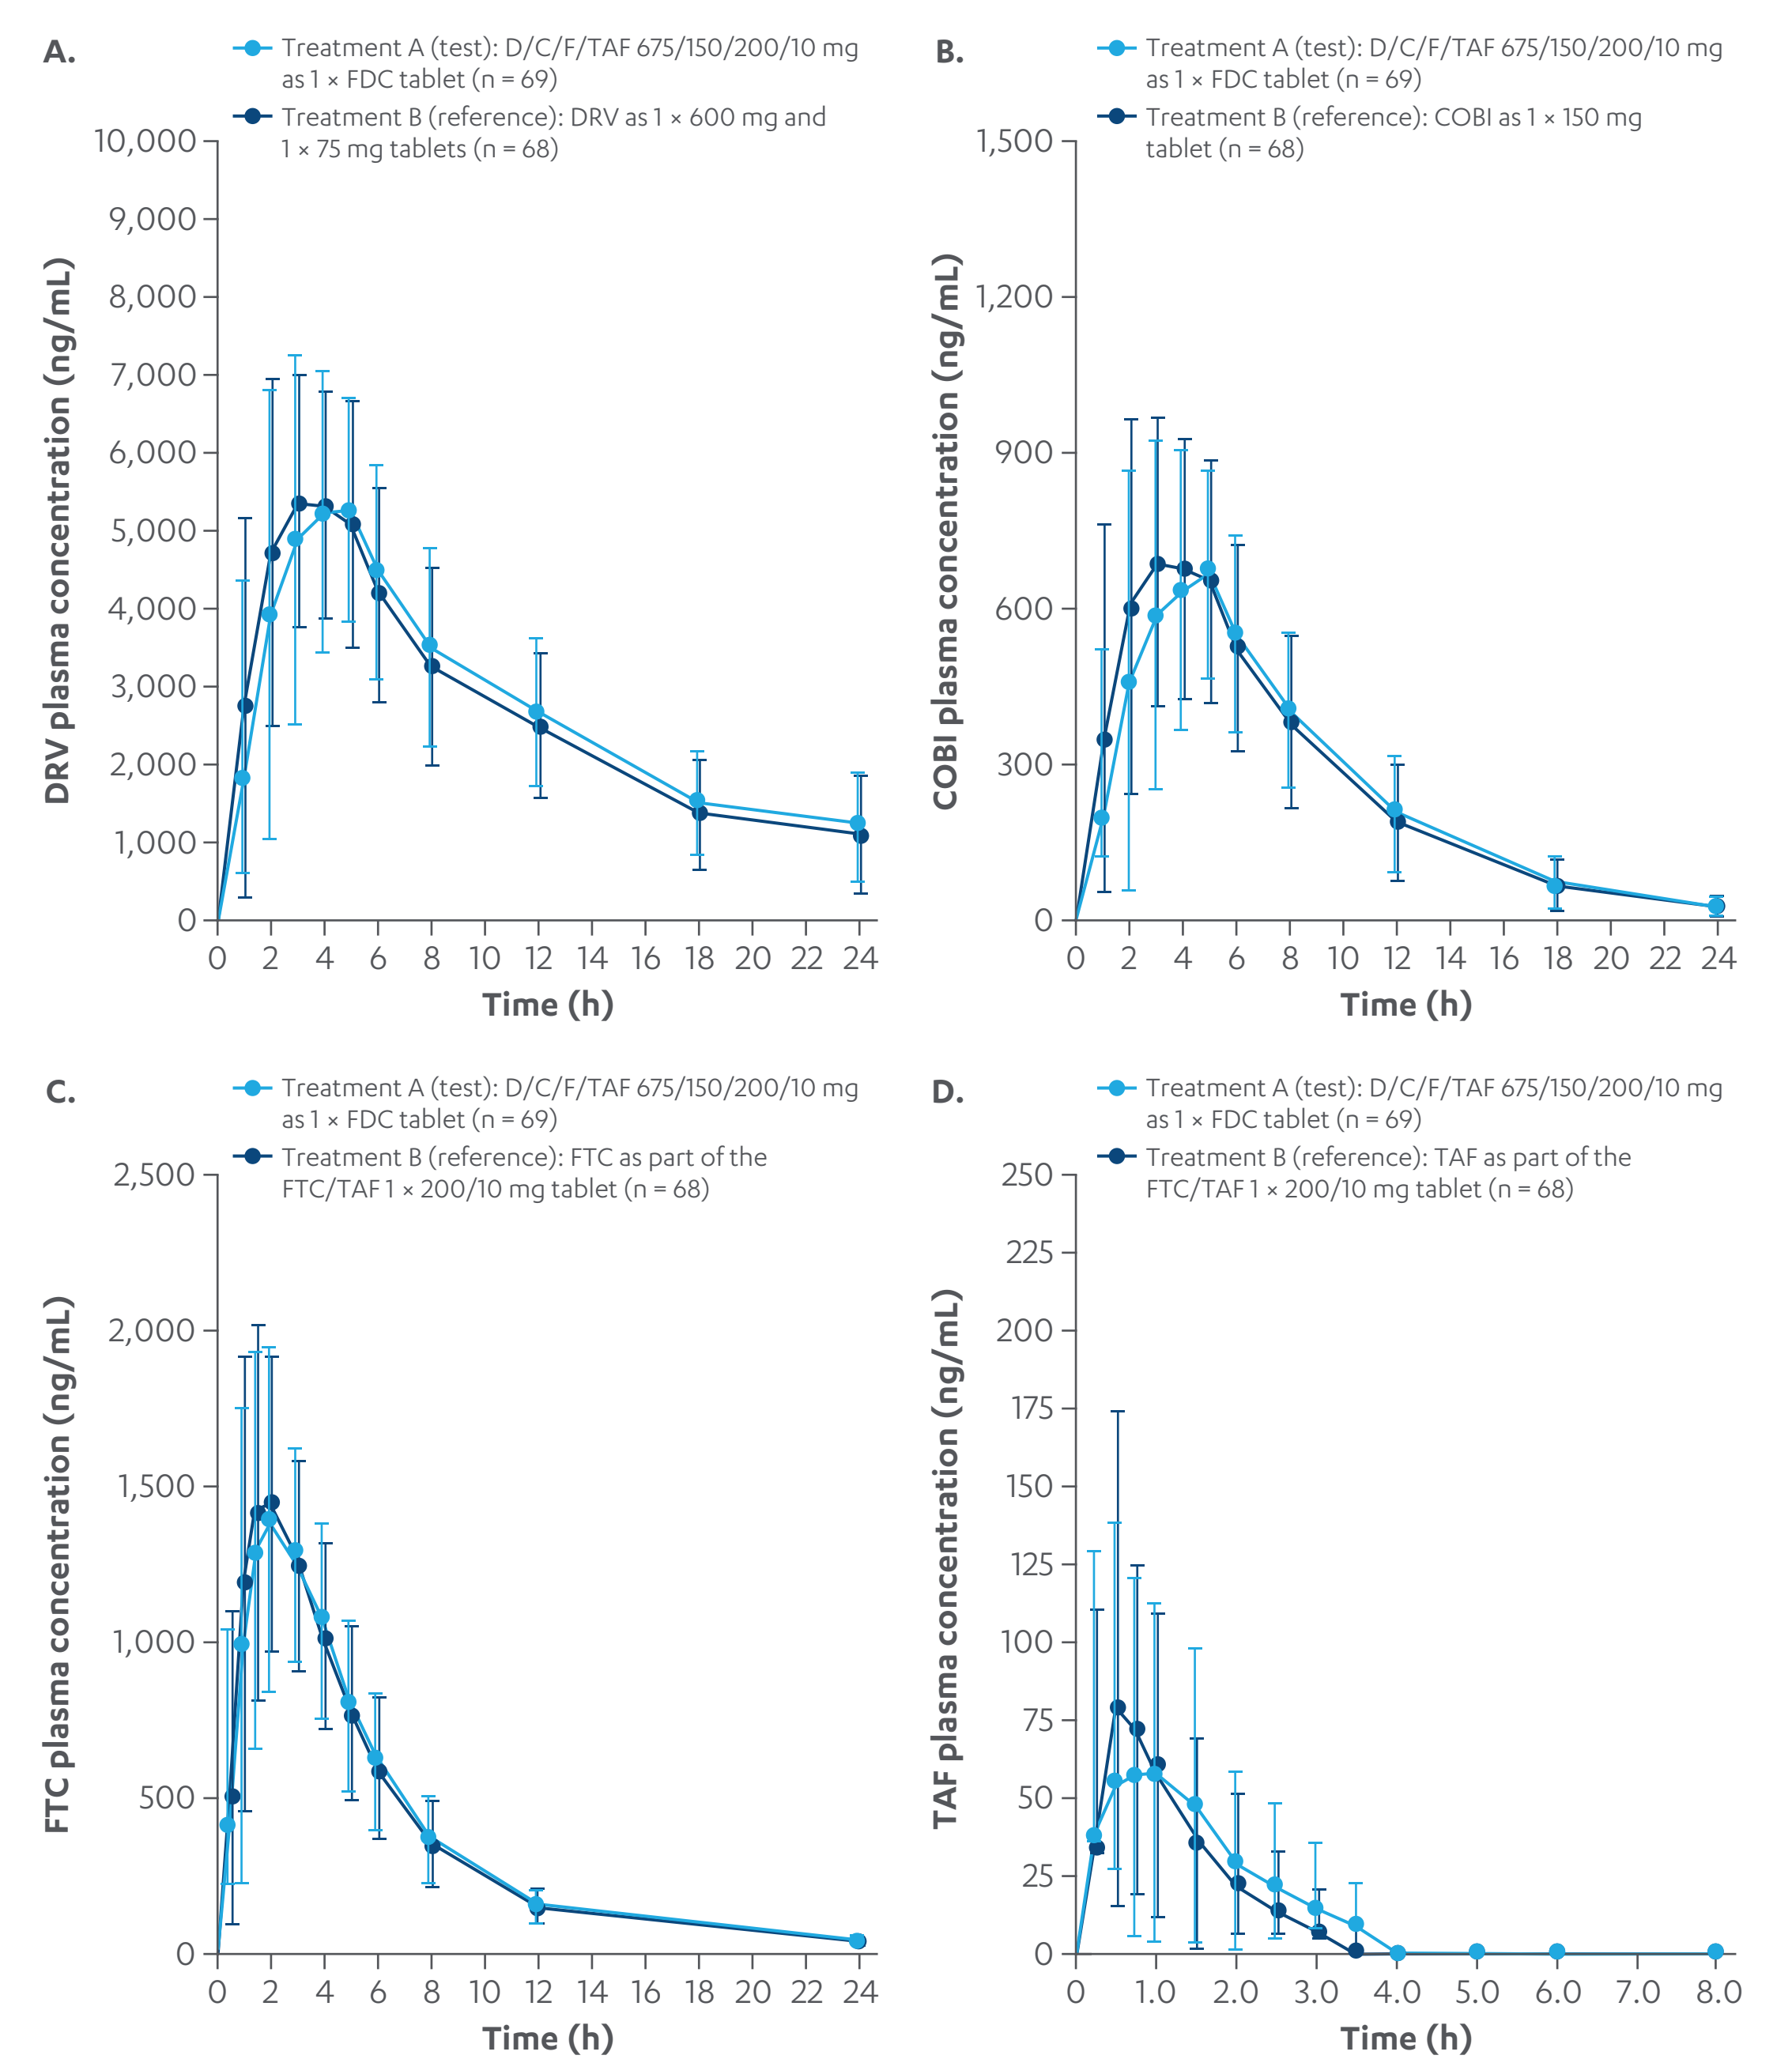 A.
Treatment A (test): D/C/F/TAF 675/150/200/10 mg
as 1 × FDC tablet (n = 69)
Treatment B (reference): DRV as 1 × 600 mg and
1 × 75 mg tablets (n = 68)
DRV plasma concentration (ng/mL)
10,000
9,000
8,000
7,000
6,000
5,000
4,000
3,000
2,000
1,000
0
0 2 4 6 8 10 12 14 16 18 20 22 24
Time (h)
B.
Treatment A (test): D/C/F/TAF 675/150/200/10 mg
as 1 × FDC tablet (n = 69)
Treatment B (reference): COBI as 1 × 150 mg
tablet (n = 68)
COBI plasma concentration (ng/mL)
1,500
1,200
900
600
300
0
0 2 4 6 8 10 12 14 16 18 20 22 24
Time (h)
C.
Treatment A (test): D/C/F/TAF 675/150/200/10 mg
as 1 × FDC tablet (n = 69)
Treatment B (reference): FTC as part of the
FTC/TAF 1 × 200/10 mg tablet (n = 68)
FTC plasma concentration (ng/mL)
2,500
2,000
1,500
1,000
500
0
0 2 4 6 8 10 12 14 16 18 20 22 24
Time (h)
D.
Treatment A (test): D/C/F/TAF 675/150/200/10 mg
as 1 × FDC tablet (n = 69)
Treatment B (reference): TAF as part of the
FTC/TAF 1 × 200/10 mg tablet (n = 68)
TAF plasma concentration (ng/mL)
250
225
200
175
150
125
100
75
50
25
0
0 1.0 2.0 3.0 4.0 5.0 6.0 7.0 8.0
Time (h)